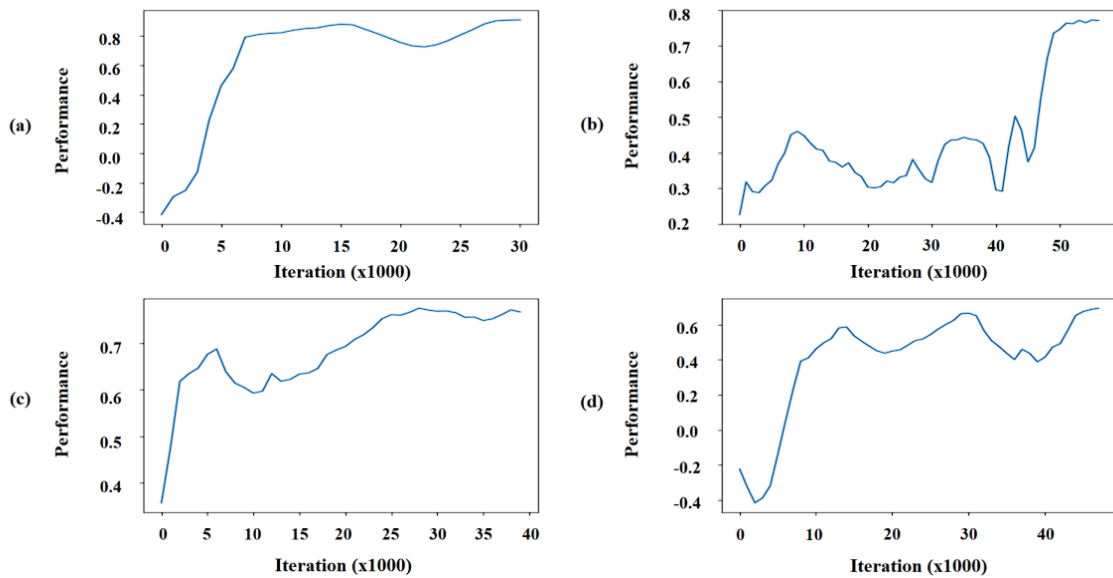 (a)
Performance
0.8
0.6
0.4
0.2
0.0
-0.2
-0.4
0 5 10 15 20 25 30
Iteration (x1000)
(b)
Performance
0.8
0.7
0.6
0.5
0.4
0.3
0.2
0 10 20 30 40 50
Iteration (x1000)
(c)
Performance
0.7
0.6
0.5
0.4
0 5 10 15 20 25 30 35 40
Iteration (x1000)
(d)
Performance
0.6
0.4
0.2
0.0
-0.2
-0.4
0 10 20 30 40
Iteration (x1000)